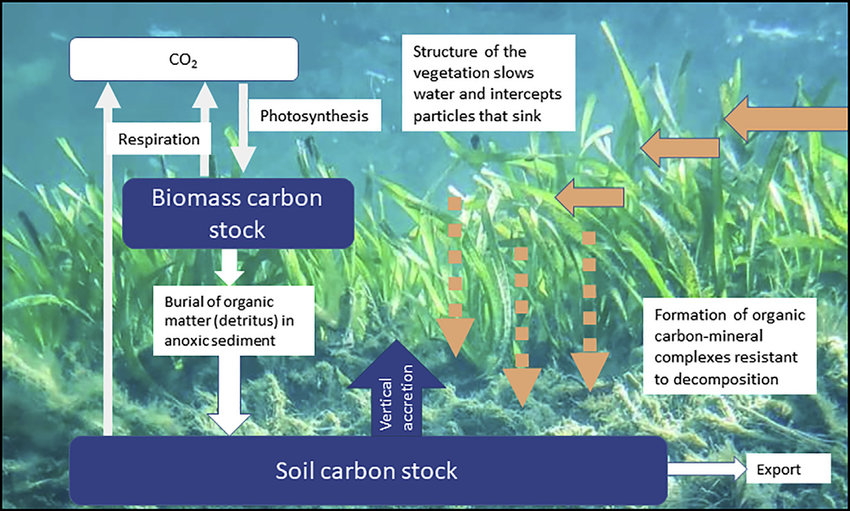 CO₂
Respiration
Photosynthesis
Structure of the
vegetation slows
water and intercepts
particles that sink
Biomass carbon
stock
Burial of organic
matter (detritus) in
anoxic sediment
Vertical
accretion
Formation of organic
carbon-mineral
complexes resistant
to decomposition
Soil carbon stock
Export